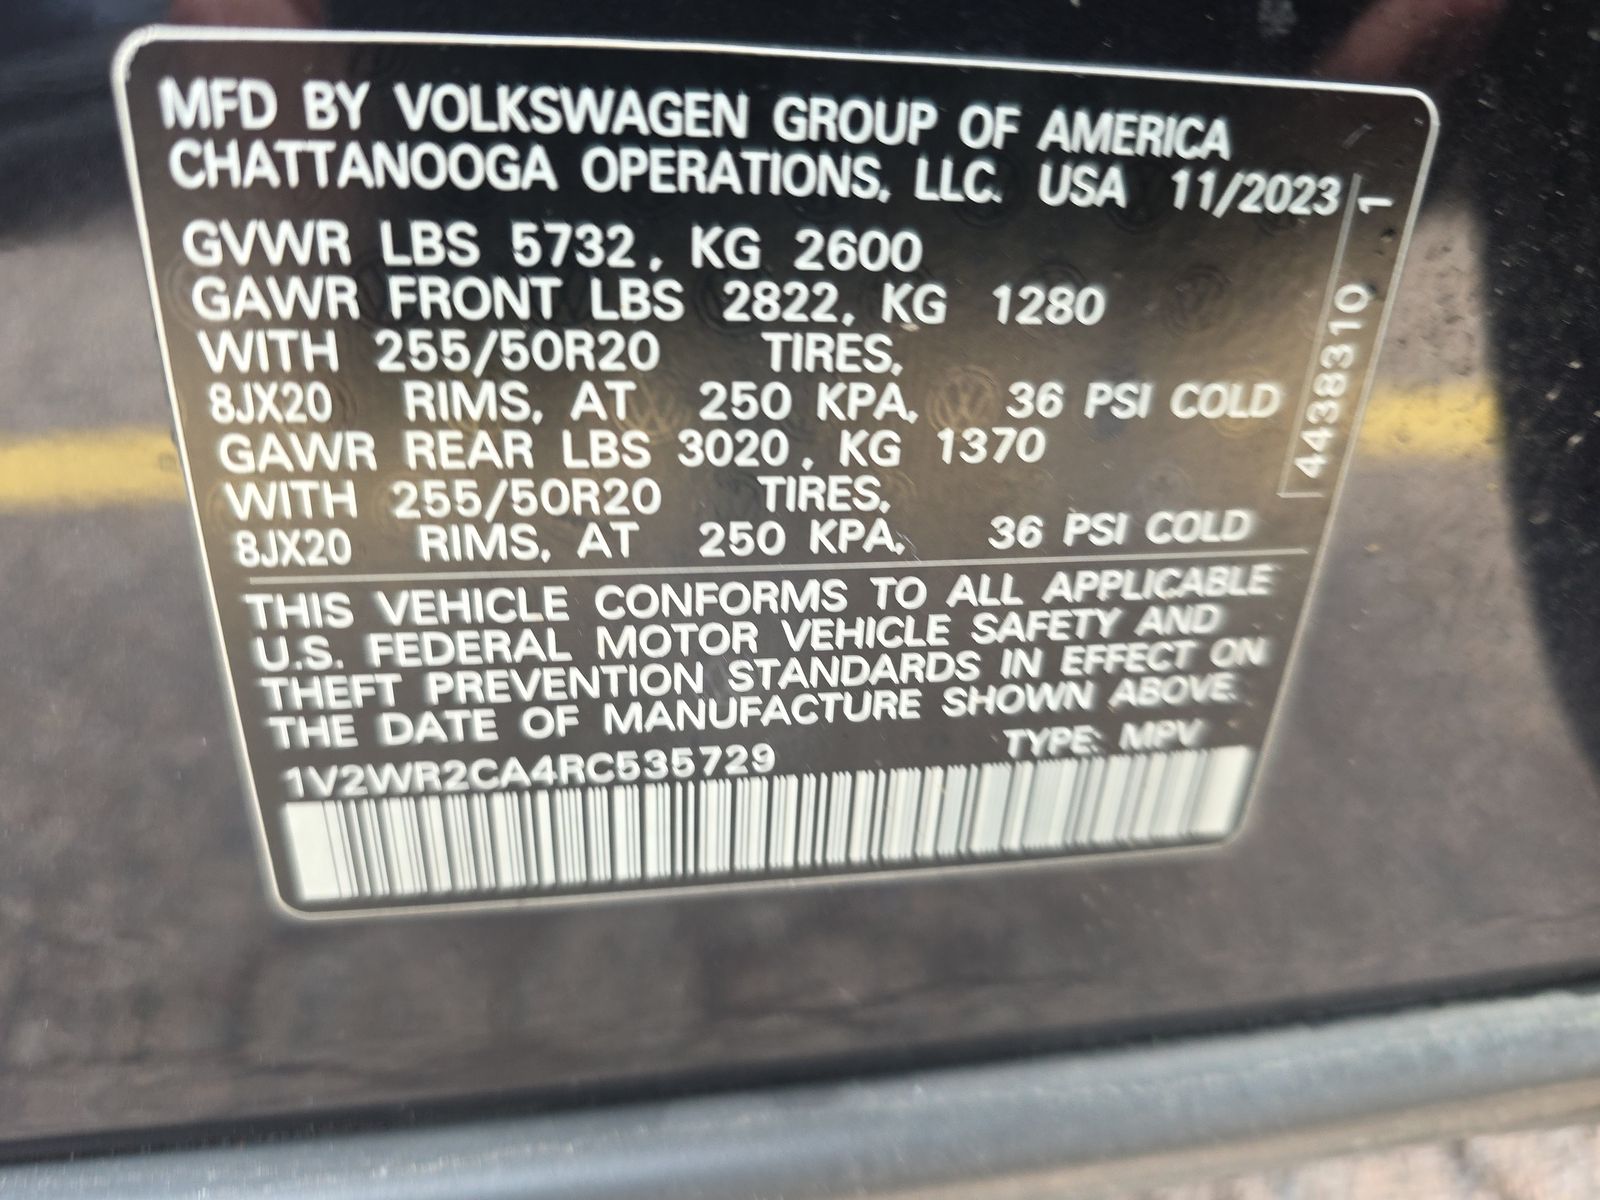 MFD BY VOLKSWAGEN GROUP OF AMERICA
CHATTANOOGA OPERATIONS, LLC. USA 11/2023
GVWR LBS 5732, KG 2600
GAWR FRONT LBS 2822, KG 1280
WITH 255/50R20 TIRES,
8JX20 RIMS, AT 250 KPA, 36 PSI COLD
GAWR REAR LBS 3020, KG 1370
WITH 255/50R20 TIRES,
8JX20 RIMS, AT 250 KPA, 36 PSI COLD
THIS VEHICLE CONFORMS TO ALL APPLICABLE
U.S. FEDERAL MOTOR VEHICLE SAFETY AND
THEFT PREVENTION STANDARDS IN EFFECT ON
THE DATE OF MANUFACTURE SHOWN ABOVE.
1V2WR2CA4RC535729 TYPE: MPV
4438310 1